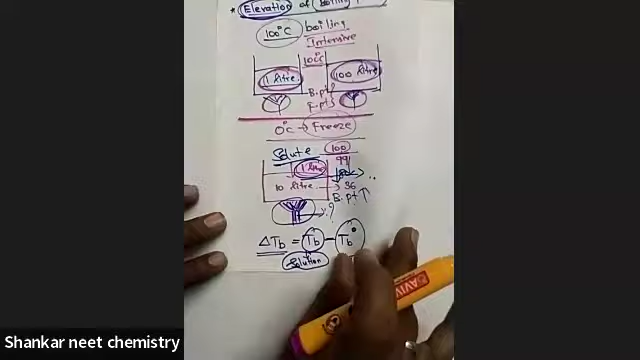 * Elevation of Boiling
100°C boiling
Intensive
100°C
1 litre 100 litre
B.pt?
F.pt?
0°C → Freeze
Solute 100
1 litre 99
10 litre
B.pt ↑
?
ΔTb = Tb - Tb°
Solution
Shankar neet chemistry